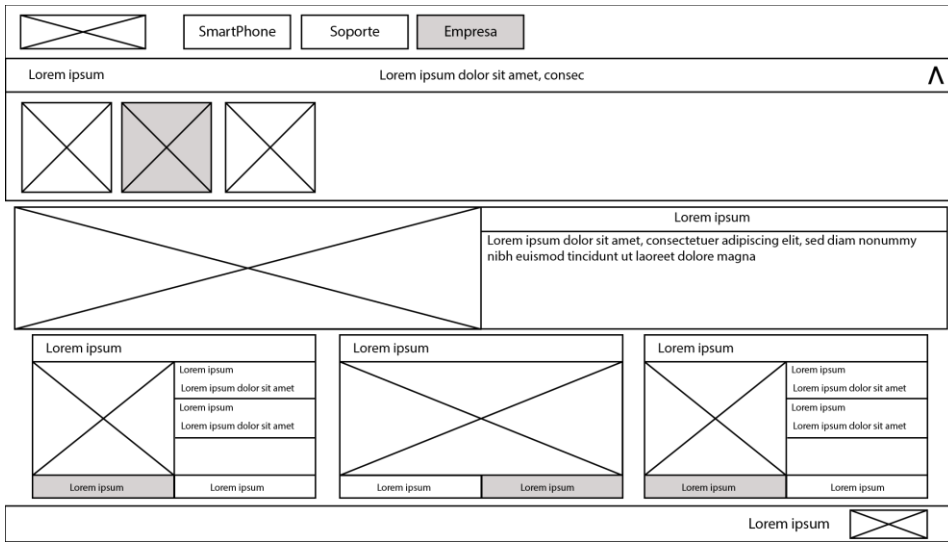 SmartPhone
Soporte
Empresa
Lorem ipsum
Lorem ipsum dolor sit amet, consec
Lorem ipsum
Lorem ipsum dolor sit amet, consectetuer adipiscing elit, sed diam nonummy
nibh euismod tincidunt ut laoreet dolore magna
Lorem ipsum
Lorem ipsum
Lorem ipsum dolor sit amet
Lorem ipsum
Lorem ipsum dolor sit amet
Lorem ipsum
Lorem ipsum
Lorem ipsum
Lorem ipsum
Lorem ipsum
Lorem ipsum
Lorem ipsum
Lorem ipsum dolor sit amet
Lorem ipsum
Lorem ipsum dolor sit amet
Lorem ipsum
Lorem ipsum
Lorem ipsum